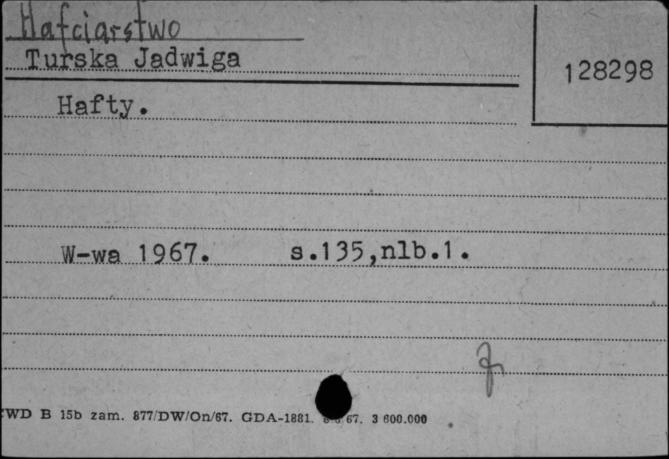 Hafciarstwo
Turska Jadwiga
128298
Hafty.
W-wa 1967. s.135,nlb.1.
WD B 15b zam. 877/DW/On/67. GDA-1881. 67. 3 600.000